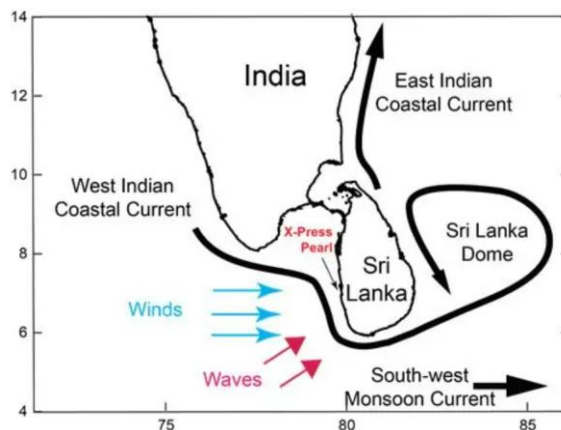 14
12
10
8
6
4
75
80
85
India
East Indian
Coastal Current
West Indian
Coastal Current
X-Press
Pearl
Sri
Lanka
Sri Lanka
Dome
Winds
Waves
South-west
Monsoon Current